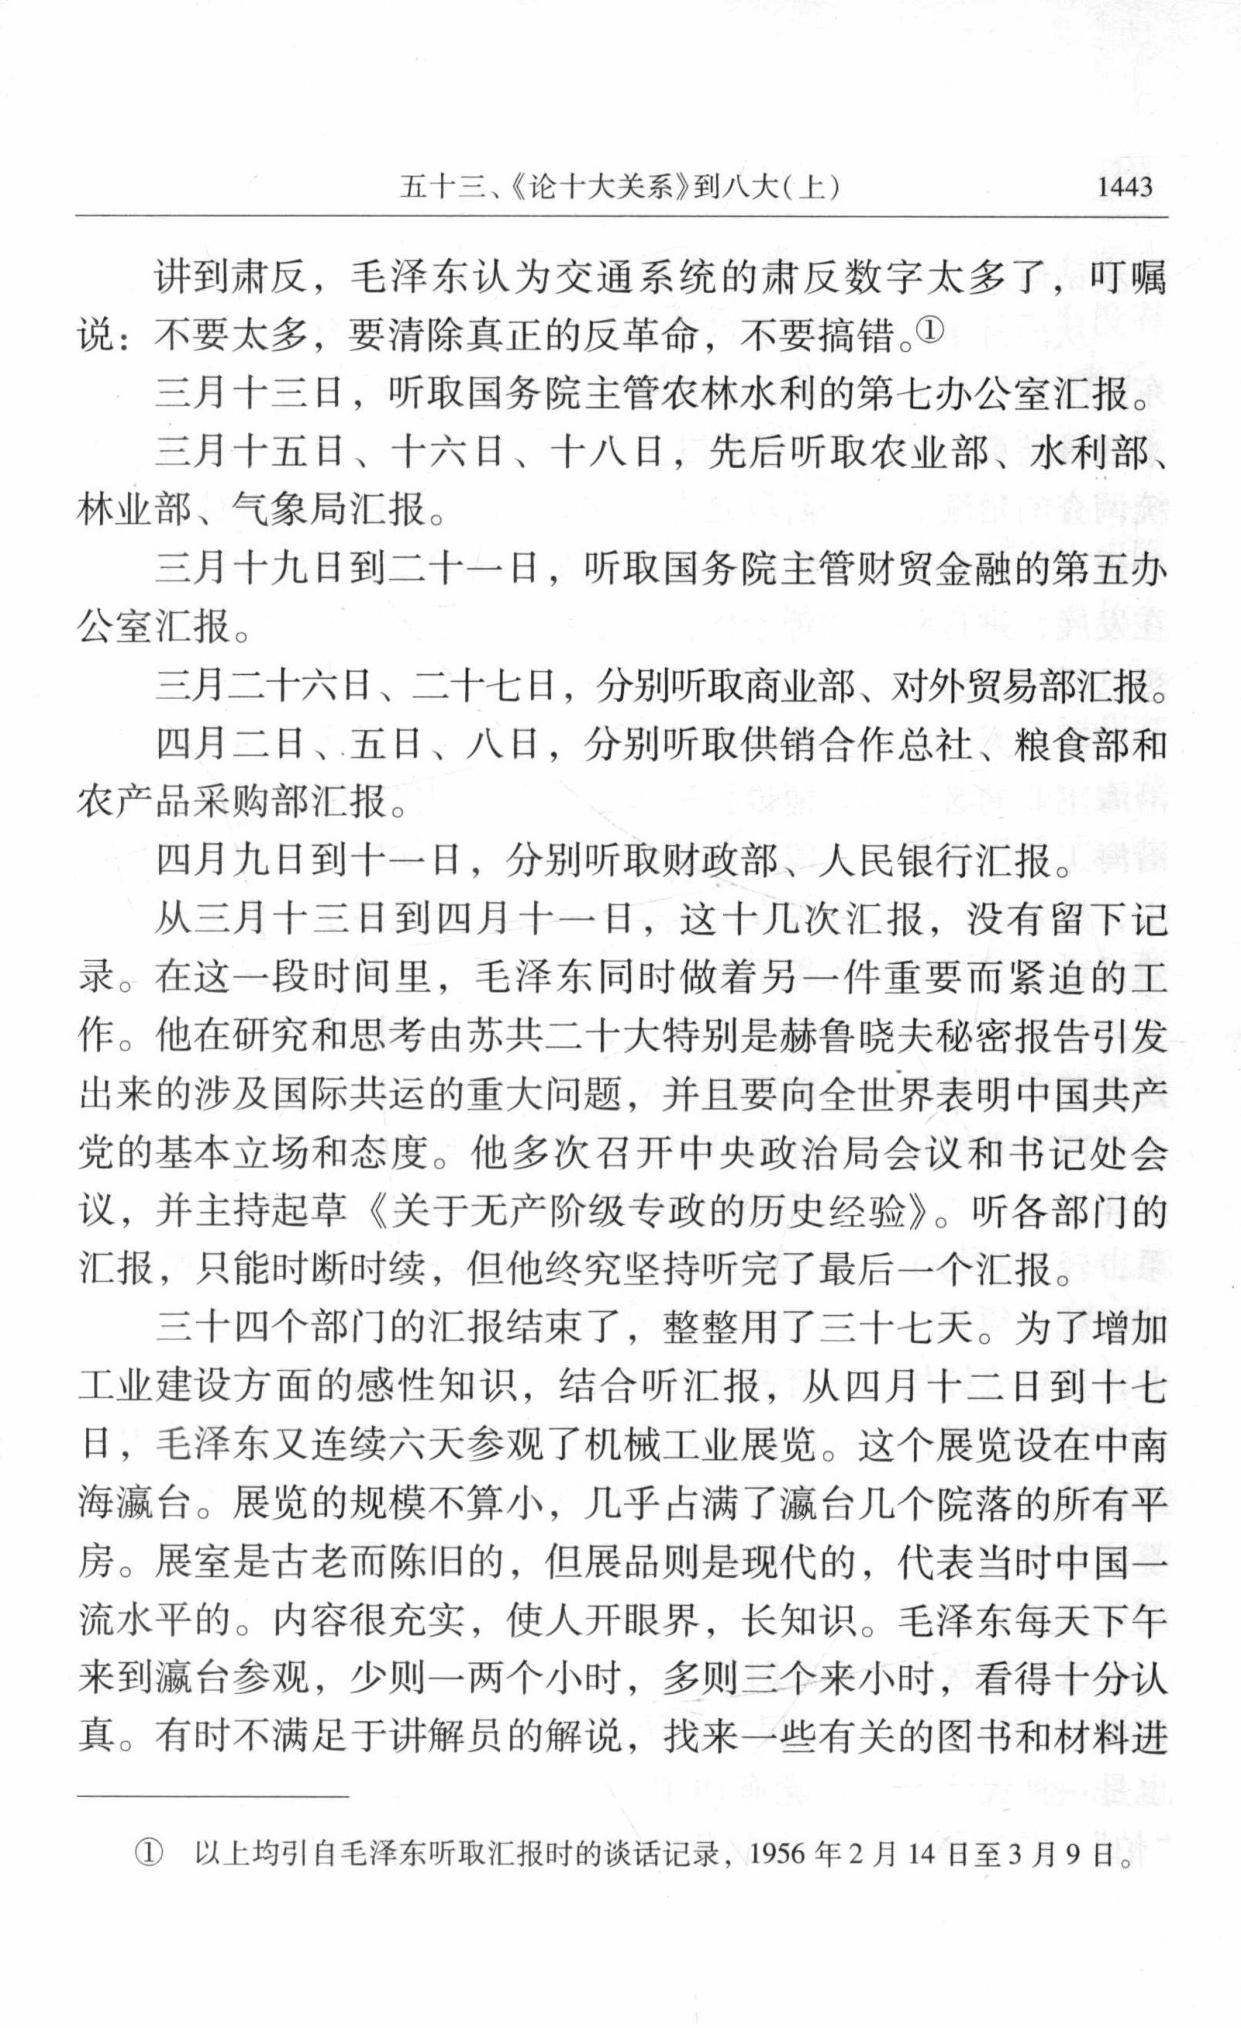 五十三、《论十大关系》到八大(上) 1443
讲到肃反，毛泽东认为交通系统的肃反数字太多了，叮嘱
说：不要太多，要清除真正的反革命，不要搞错。①
三月十三日，听取国务院主管农林水利的第七办公室汇报。
三月十五日、十六日、十八日，先后听取农业部、水利部、
林业部、气象局汇报。
三月十九日到二十一日，听取国务院主管财贸金融的第五办
公室汇报。
三月二十六日、二十七日，分别听取商业部、对外贸易部汇报。
四月二日、五日、八日，分别听取供销合作总社、粮食部和
农产品采购部汇报。
四月九日到十一日，分别听取财政部、人民银行汇报。
从三月十三日到四月十一日，这十几次汇报，没有留下记
录。在这一段时间里，毛泽东同时做着另一件重要而紧迫的工
作。他在研究和思考由苏共二十大特别是赫鲁晓夫秘密报告引发
出来的涉及国际共运的重大问题，并且要向全世界表明中国共产
党的基本立场和态度。他多次召开中央政治局会议和书记处会
议，并主持起草《关于无产阶级专政的历史经验》。听各部门的
汇报，只能时断时续，但他终究坚持听完了最后一个汇报。
三十四个部门的汇报结束了，整整用了三十七天。为了增加
工业建设方面的感性知识，结合听汇报，从四月十二日到十七
日，毛泽东又连续六天参观了机械工业展览。这个展览设在中南
海瀛台。展览的规模不算小，几乎占满了瀛台几个院落的所有平
房。展室是古老而陈旧的，但展品则是现代的，代表当时中国一
流水平的。内容很充实，使人开眼界，长知识。毛泽东每天下午
来到瀛台参观，少则一两个小时，多则三个来小时，看得十分认
真。有时不满足于讲解员的解说，找来一些有关的图书和材料进
① 以上均引自毛泽东听取汇报时的谈话记录，1956年2月14日至3月9日。